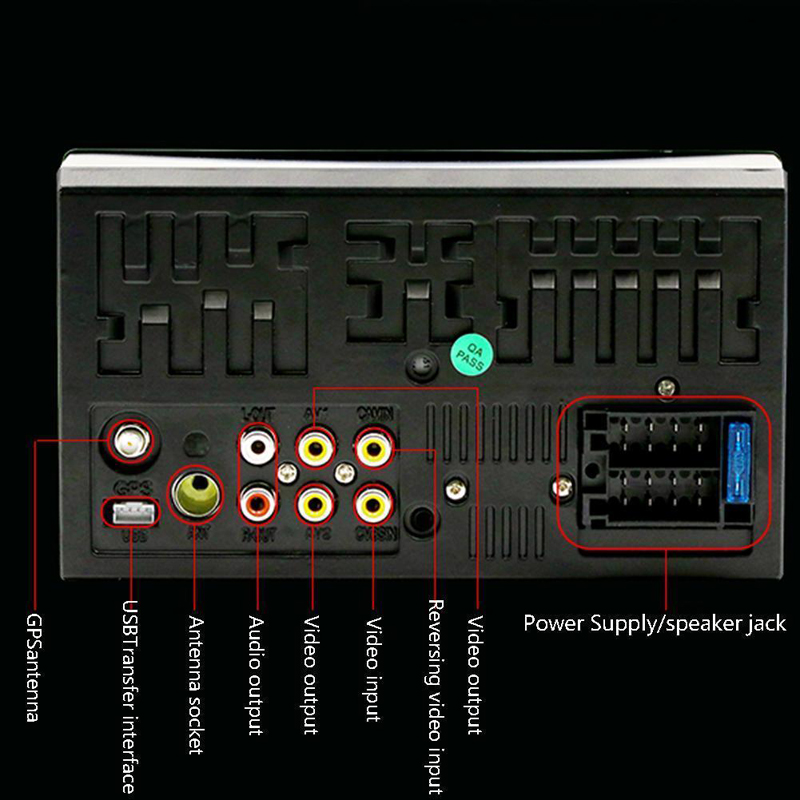 QA
PASS
L-OUT
AV1
CAMIN
GPS
USB
ANT
R-OUT
AV2
GPSantenna
USBTransfer interface
Antenna socket
Audio output
Video output
Video input
Reversing video input
Video output
Power Supply/speaker jack